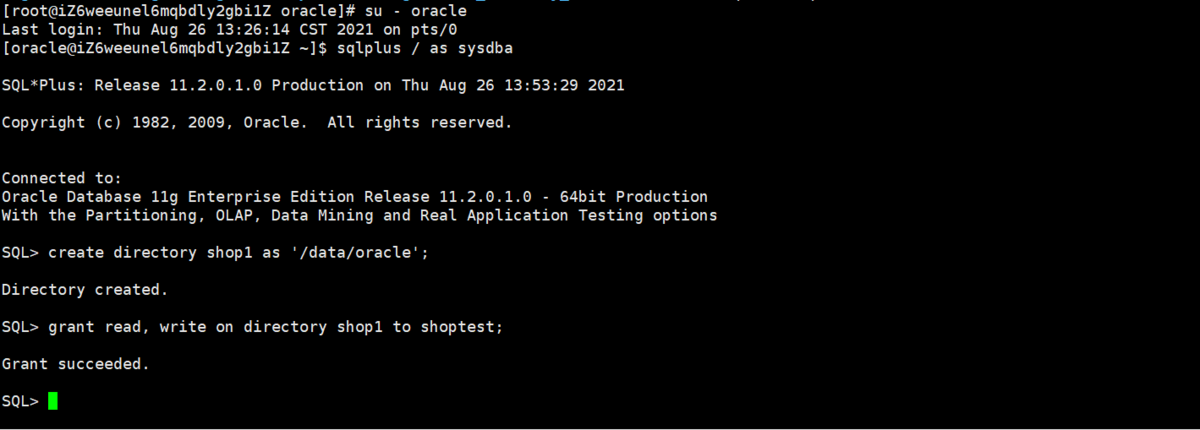 [root@iZ6weeunel6mqbdly2gbi1Z oracle]# su - oracle
Last login: Thu Aug 26 13:26:14 CST 2021 on pts/0
[oracle@iZ6weeunel6mqbdly2gbi1Z ~]$ sqlplus / as sysdba
SQL*Plus: Release 11.2.0.1.0 Production on Thu Aug 26 13:53:29 2021
Copyright (c) 1982, 2009, Oracle.  All rights reserved.
Connected to:
Oracle Database 11g Enterprise Edition Release 11.2.0.1.0 - 64bit Production
With the Partitioning, OLAP, Data Mining and Real Application Testing options
SQL> create directory shop1 as '/data/oracle';
Directory created.
SQL> grant read, write on directory shop1 to shoptest;
Grant succeeded.
SQL>